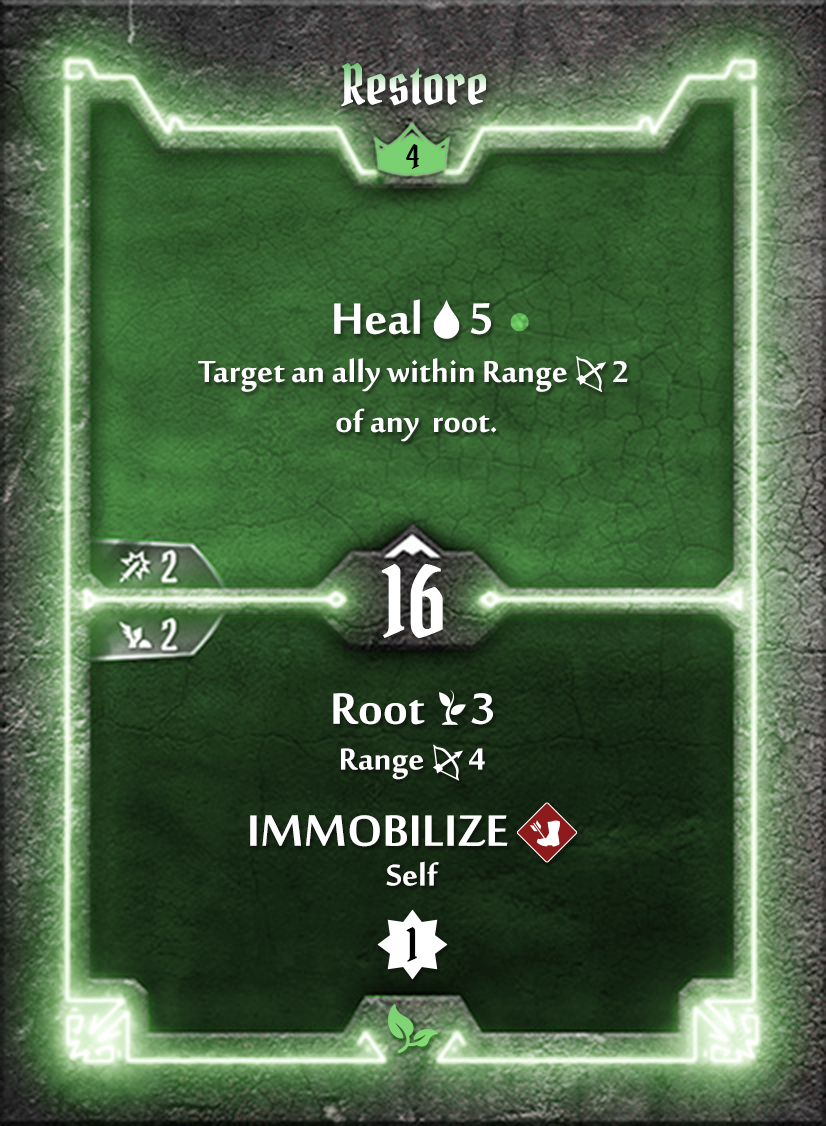 Restore
4
Heal 5
Target an ally within Range 2
of any root.
2
16
2
Root 3
Range 4
IMMOBILIZE
Self
1